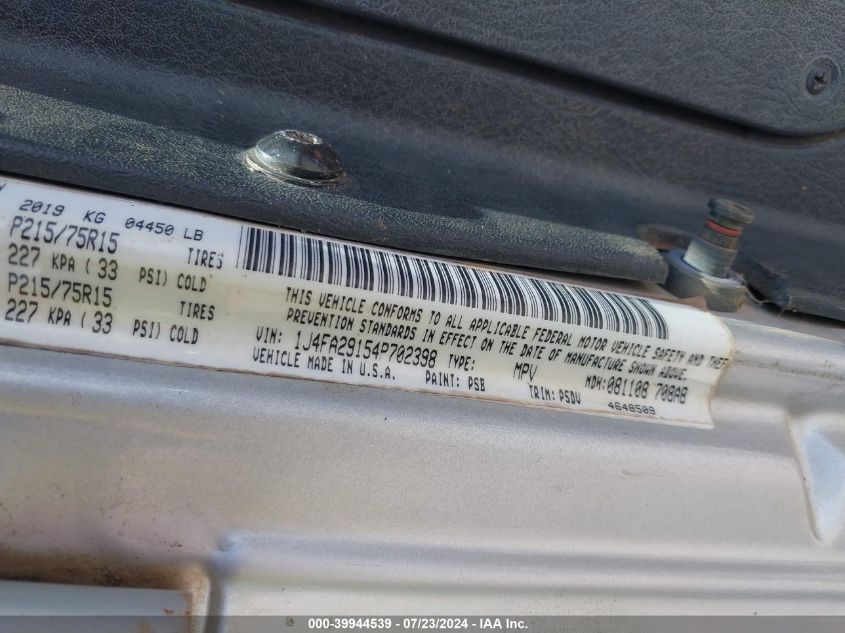 2019 KG 04450 LB
P215/75R15 TIRES
227 KPA ( 33 PSI) COLD
P215/75R15 TIRES
227 KPA ( 33 PSI) COLD
THIS VEHICLE CONFORMS TO ALL APPLICABLE FEDERAL MOTOR VEHICLE SAFETY AND THEFT
PREVENTION STANDARDS IN EFFECT ON THE DATE OF MANUFACTURE SHOWN ABOVE.
VIN: 1J4FA29154P702398 TYPE: MPV MDH:081108 708AB
VEHICLE MADE IN U.S.A. PAINT: PSB TRIM: PSDV 4648509
000-39944539 / 07/23/2024 - IAA Inc.